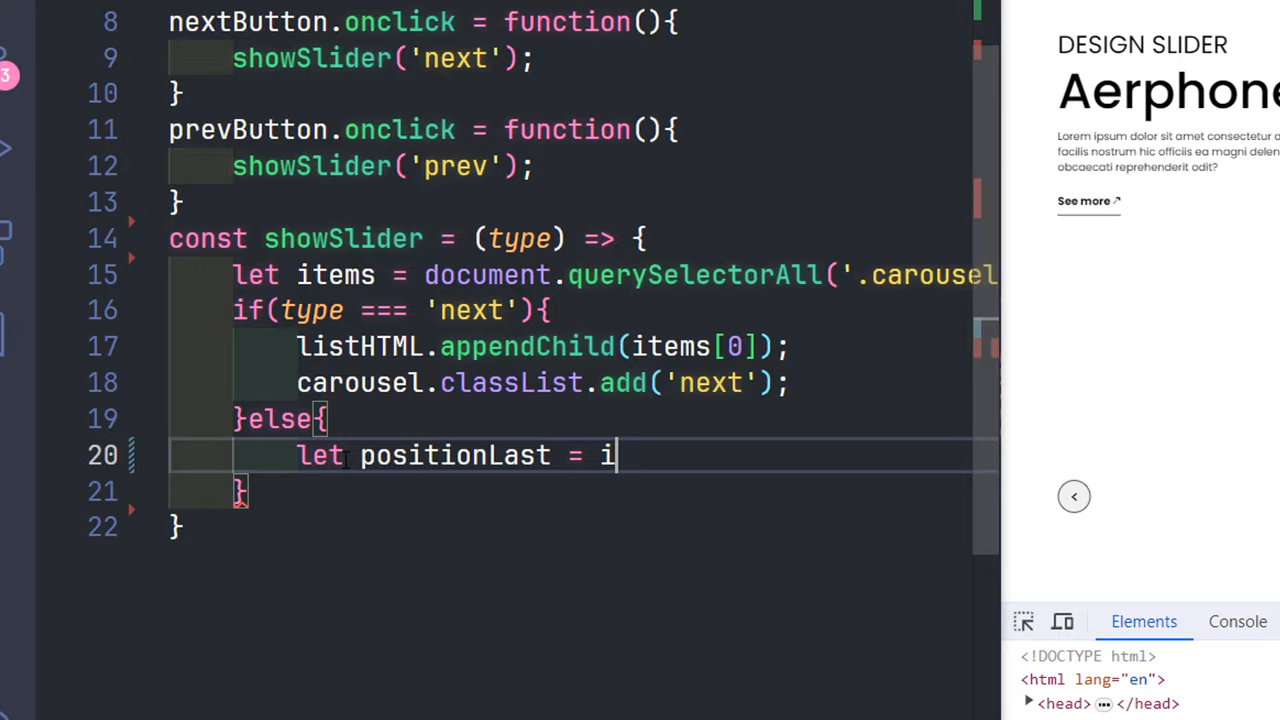 8 nextButton.onclick = function(){
9 showSlider('next');
10 }
11 prevButton.onclick = function(){
12 showSlider('prev');
13 }
14 const showSlider = (type) => {
15 let items = document.querySelectorAll('.carousel
16 if(type === 'next'){
17 listHTML.appendChild(items[0]);
18 carousel.classList.add('next');
19 }else{
20 let positionLast = i
21 }
22 }
3
DESIGN SLIDER
Aerphone
Lorem ipsum dolor sit amet consectetur a
facilis nostrum hic officiis ea magni delen
obcaecati reprehenderit odit?
See more ↗
<
Elements Console
<!DOCTYPE html>
<html lang="en">
▶ <head> ••• </head>